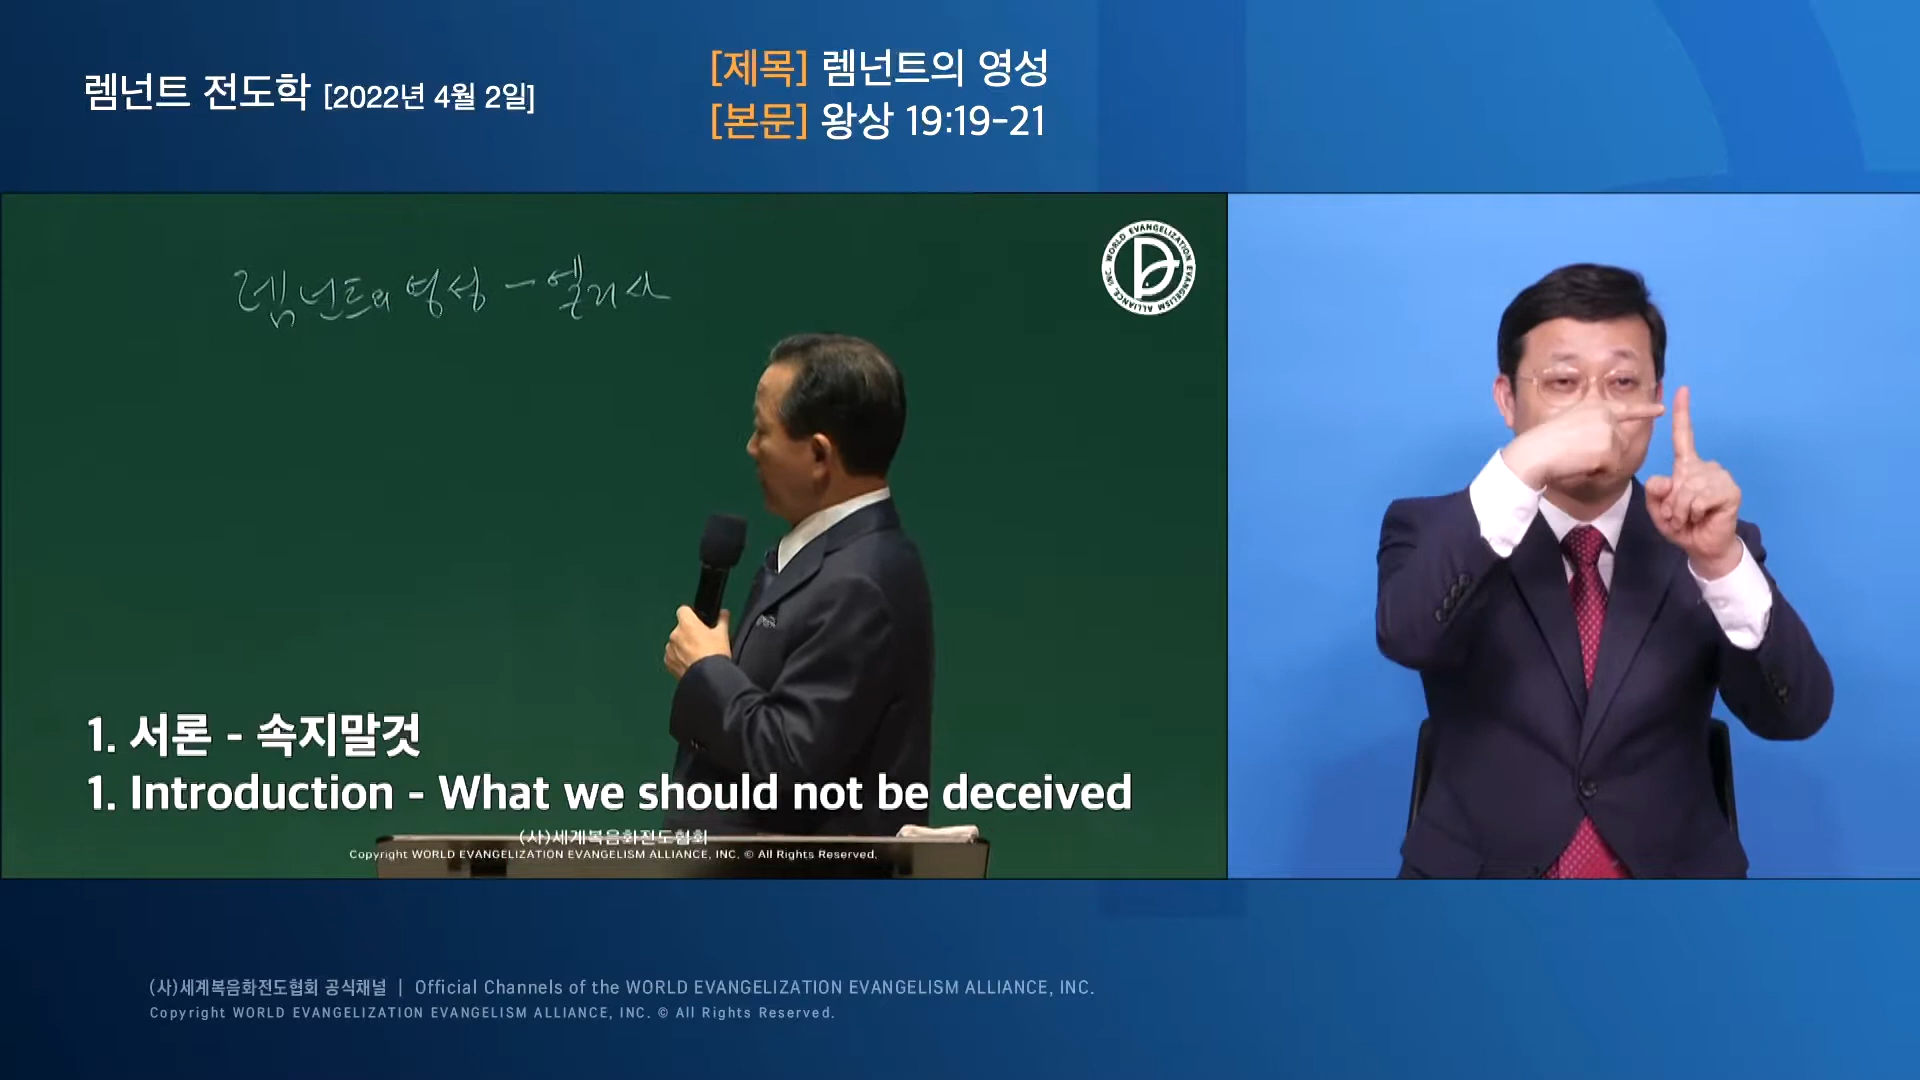 렘넌트 전도학 [2022년 4월 2일]
[제목] 렘넌트의 영성
[본문] 왕상 19:19-21
렘넌트의 영성 - 엘리사
WORLD EVANGELIZATION EVANGELISM ALLIANCE, INC.
1. 서론 - 속지말것
1. Introduction - What we should not be deceived
(사)세계복음화전도협회
Copyright WORLD EVANGELIZATION EVANGELISM ALLIANCE, INC. © All Rights Reserved.
(사)세계복음화전도협회 공식채널 | Official Channels of the WORLD EVANGELIZATION EVANGELISM ALLIANCE, INC.
Copyright WORLD EVANGELIZATION EVANGELISM ALLIANCE, INC. © All Rights Reserved.